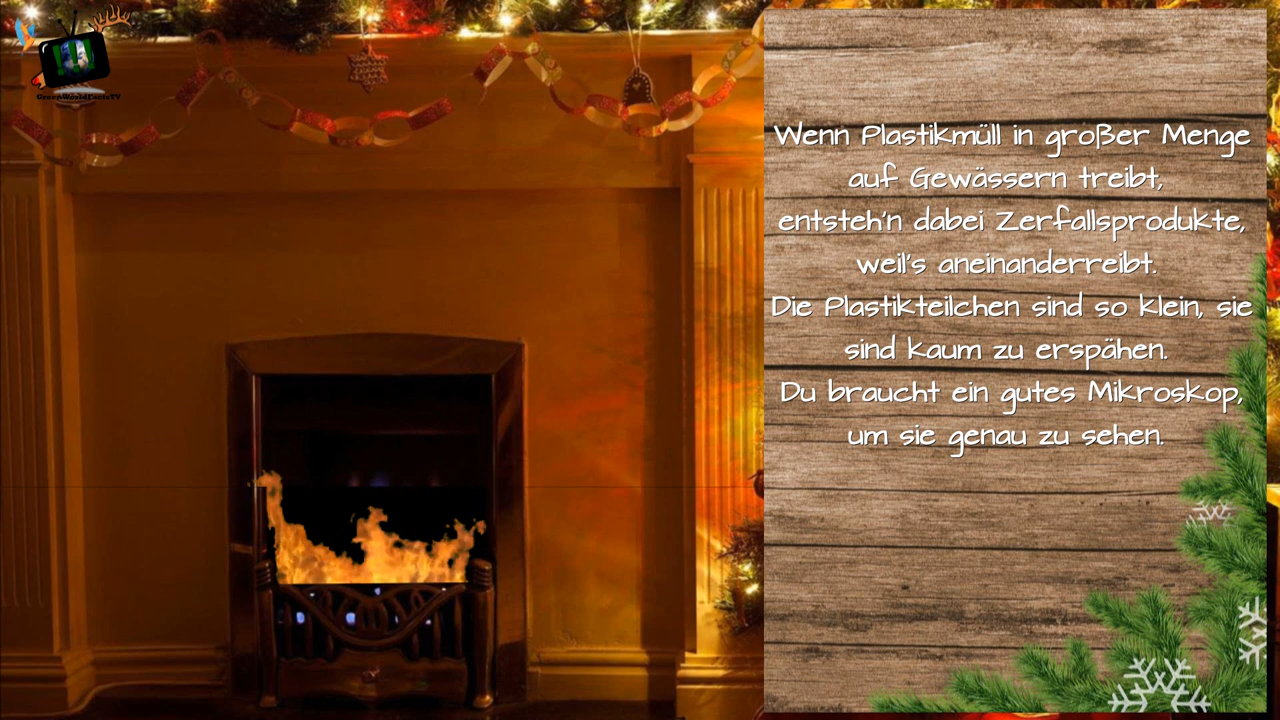 GreenWorldFactsTV
Wenn Plastikmüll in großer Menge
auf Gewässern treibt,
entsteh'n dabei Zerfallsprodukte,
weil's aneinanderreibt.
Die Plastikteilchen sind so klein, sie
sind kaum zu erspähen.
Du braucht ein gutes Mikroskop,
um sie genau zu sehen.